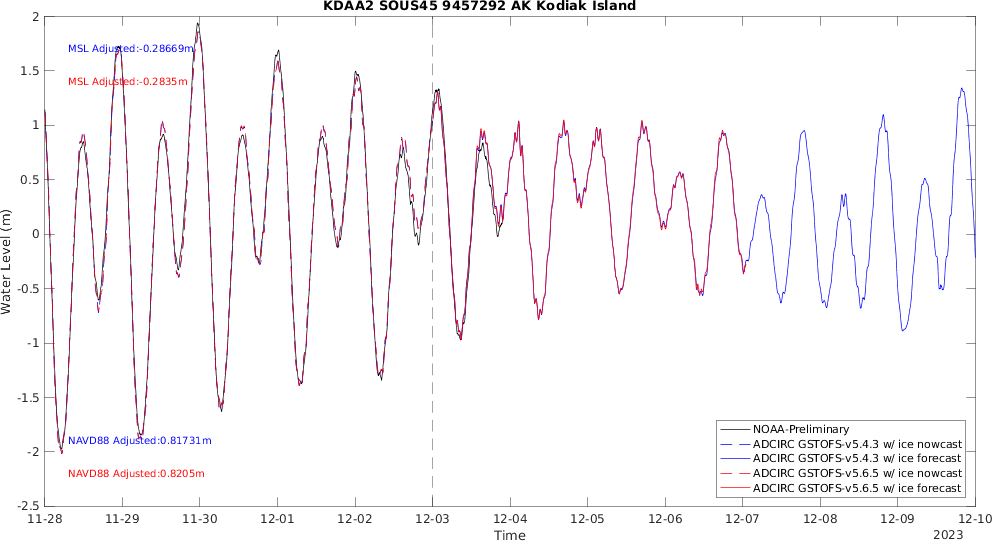 KDAA2 SOUS45 9457292 AK Kodiak Island
Water Level (m)
2
1.5
1
0.5
0
-0.5
-1
-1.5
-2
-2.5
MSL Adjusted:-0.28669m
MSL Adjusted:-0.2835m
NAVD88 Adjusted:0.81731m
NAVD88 Adjusted:0.8205m
NOAA-Preliminary
ADCIRC GSTOFS-v5.4.3 w/ ice nowcast
ADCIRC GSTOFS-v5.4.3 w/ ice forecast
ADCIRC GSTOFS-v5.6.5 w/ ice nowcast
ADCIRC GSTOFS-v5.6.5 w/ ice forecast
11-28 11-29 11-30 12-01 12-02 12-03 12-04 12-05 12-06 12-07 12-08 12-09 12-10
Time
2023